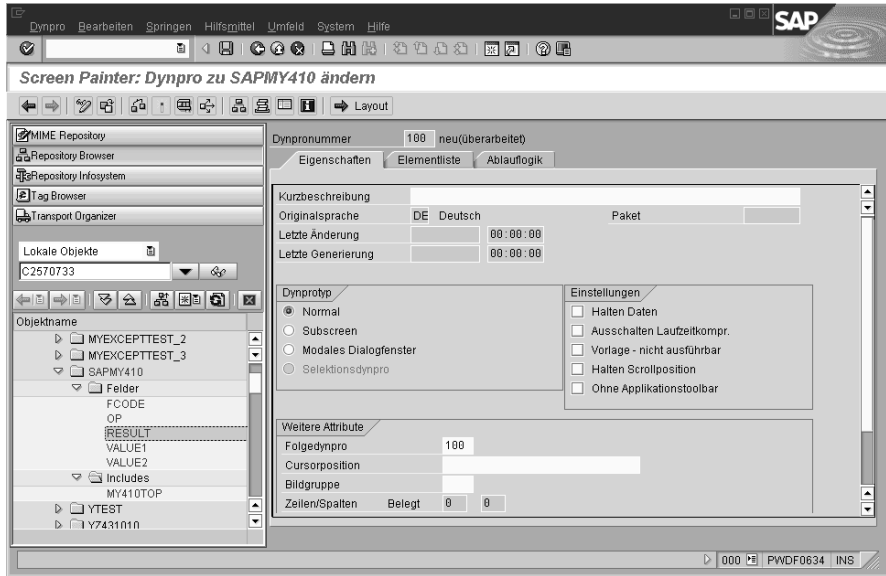 Dynpro Bearbeiten Springen Hilfsmittel Umfeld System Hilfe
SAP
Screen Painter: Dynpro zu SAPMY410 ändern
Layout
MIME Repository
Repository Browser
Repository Infosystem
Tag Browser
Transport Organizer
Lokale Objekte
C2570733
Objektname
MYEXCEPTTEST_2
MYEXCEPTTEST_3
SAPMY410
Felder
FCODE
OP
RESULT
VALUE1
VALUE2
Includes
MY410TOP
YTEST
YZ431010
Dynpronummer 100 neu(überarbeitet)
Eigenschaften Elementliste Ablauflogik
Kurzbeschreibung
Originalsprache DE Deutsch Paket
Letzte Änderung 00:00:00
Letzte Generierung 00:00:00
Dynprotyp
Normal
Subscreen
Modales Dialogfenster
Selektionsdynpro
Einstellungen
Halten Daten
Ausschalten Laufzeitkompr.
Vorlage - nicht ausführbar
Halten Scrollposition
Ohne Applikationstoolbar
Weitere Attribute
Folgedynpro 100
Cursorposition
Bildgruppe
Zeilen/Spalten Belegt 0 0
000 PWDF0634 INS